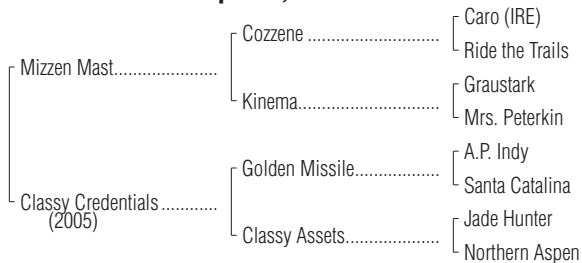 Caro (IRE)
Cozzene
Ride the Trails
Mizzen Mast
Graustark
Kinema
Mrs. Peterkin
A.P. Indy
Golden Missile
Santa Catalina
Classy Credentials
(2005)
Jade Hunter
Classy Assets
Northern Aspen